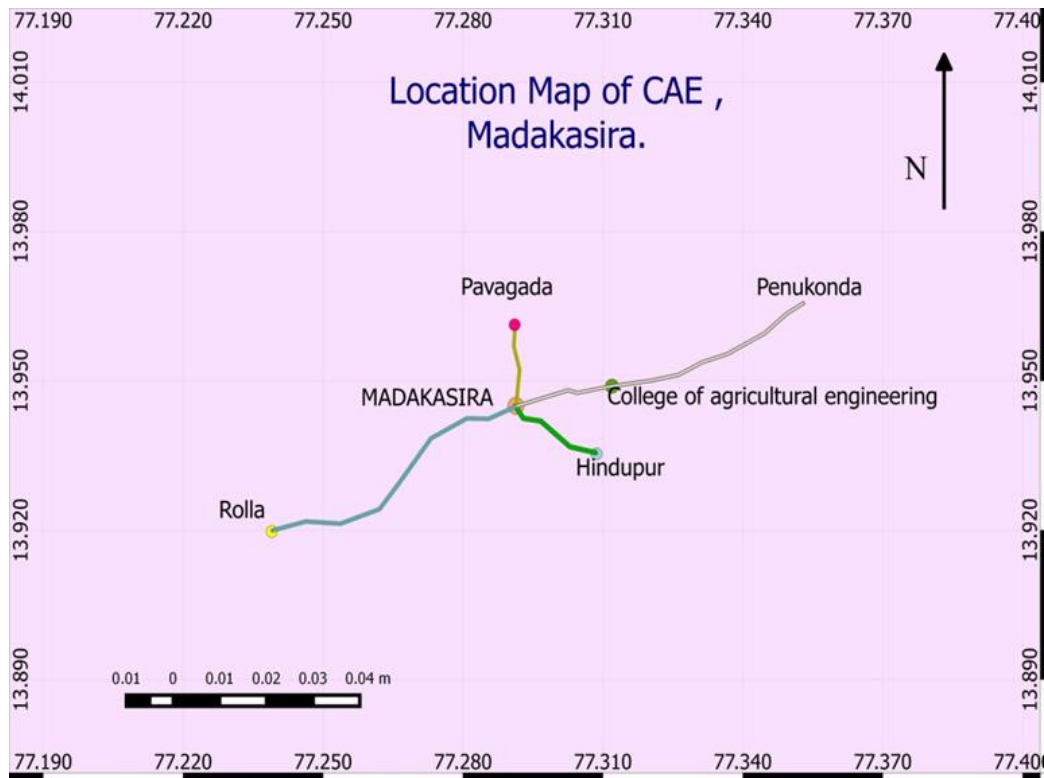 77.190 77.220 77.250 77.280 77.310 77.340 77.370 77.40
14.010 14.010
Location Map of CAE ,
Madakasira.
N
13.980 13.980
Pavagada Penukonda
13.950 13.950
MADAKASIRA College of agricultural engineering
Hindupur
Rolla
13.920 13.920
0.01 0 0.01 0.02 0.03 0.04 m
13.890 13.890
77.190 77.220 77.250 77.280 77.310 77.340 77.370 77.400